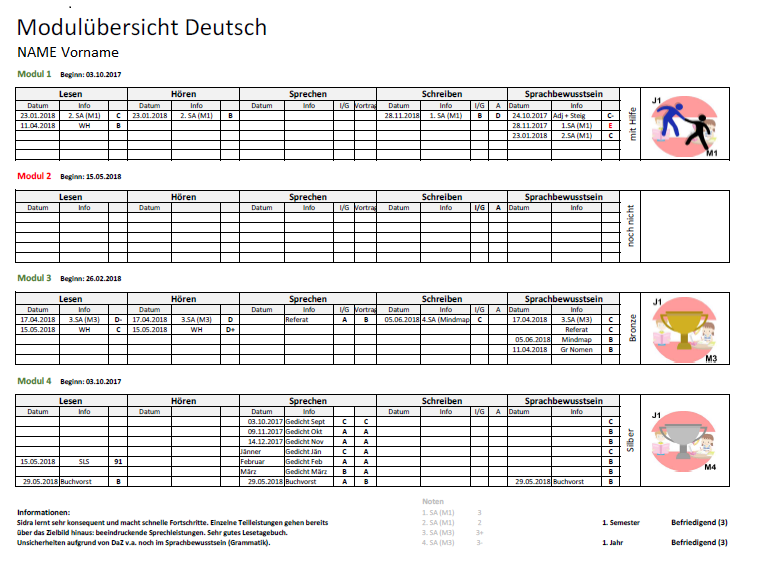 Modulübersicht Deutsch
NAME Vorname
Modul 1 Beginn: 03.10.2017
Lesen Hören Sprechen Schreiben Sprachbewusstsein
Datum Info Datum Info Datum Info I/G Vortrag Datum Info I/G A Datum Info
23.01.2018 2. SA (M1) C 23.01.2018 2. SA (M1) B 28.11.2018 1. SA (M1) B D 24.10.2017 Adj + Steig C-
11.04.2018 WH B 28.11.2017 1.SA (M1) E
23.01.2018 2.SA (M1) C
mit Hilfe
J1
M1
Modul 2 Beginn: 15.05.2018
Lesen Hören Sprechen Schreiben Sprachbewusstsein
Datum Info Datum Datum Info I/G Vortrag Datum Info I/G A Datum Info
noch nicht
Modul 3 Beginn: 26.02.2018
Lesen Hören Sprechen Schreiben Sprachbewusstsein
Datum Info Datum Info Datum Info I/G Vortrag Datum Info I/G A Datum Info
17.04.2018 3.SA (M3) D- 17.04.2018 3.SA (M3) D Referat A B 05.06.2018 4.SA (Mindmap C 17.04.2018 3.SA (M3) C
15.05.2018 WH C 15.05.2018 WH D+ Referat C
05.06.2018 Mindmap B
11.04.2018 Gr Nomen B
Bronze
J1
M3
Modul 4 Beginn: 03.10.2017
Lesen Hören Sprechen Schreiben Sprachbewusstsein
Datum Info Datum Info Datum Info I/G Vortrag Datum Info I/G A Datum Info
03.10.2017 Gedicht Sept C C C
09.11.2017 Gedicht Okt A A B
14.12.2017 Gedicht Nov A A B
Jänner Gedicht Jän C A C
15.05.2018 SLS 91 Februar Gedicht Feb A A B
März Gedicht März B A B
29.05.2018 Buchvorst B 29.05.2018 Buchvorst A B 29.05.2018 Buchvorst B
Silber
J1
M4
Noten
Informationen: 1. SA (M1) 3
Sidra lernt sehr konsequent und macht schnelle Fortschritte. Einzelne Teilleistungen gehen bereits 2. SA (M1) 2 1. Semester Befriedigend (3)
über das Zielbild hinaus: beeindruckende Sprechleistungen. Sehr gutes Lesetagebuch. 3. SA (M3) 3+
Unsicherheiten aufgrund von DaZ v.a. noch im Sprachbewusstsein (Grammatik). 4. SA (M3) 3- 1. Jahr Befriedigend (3)